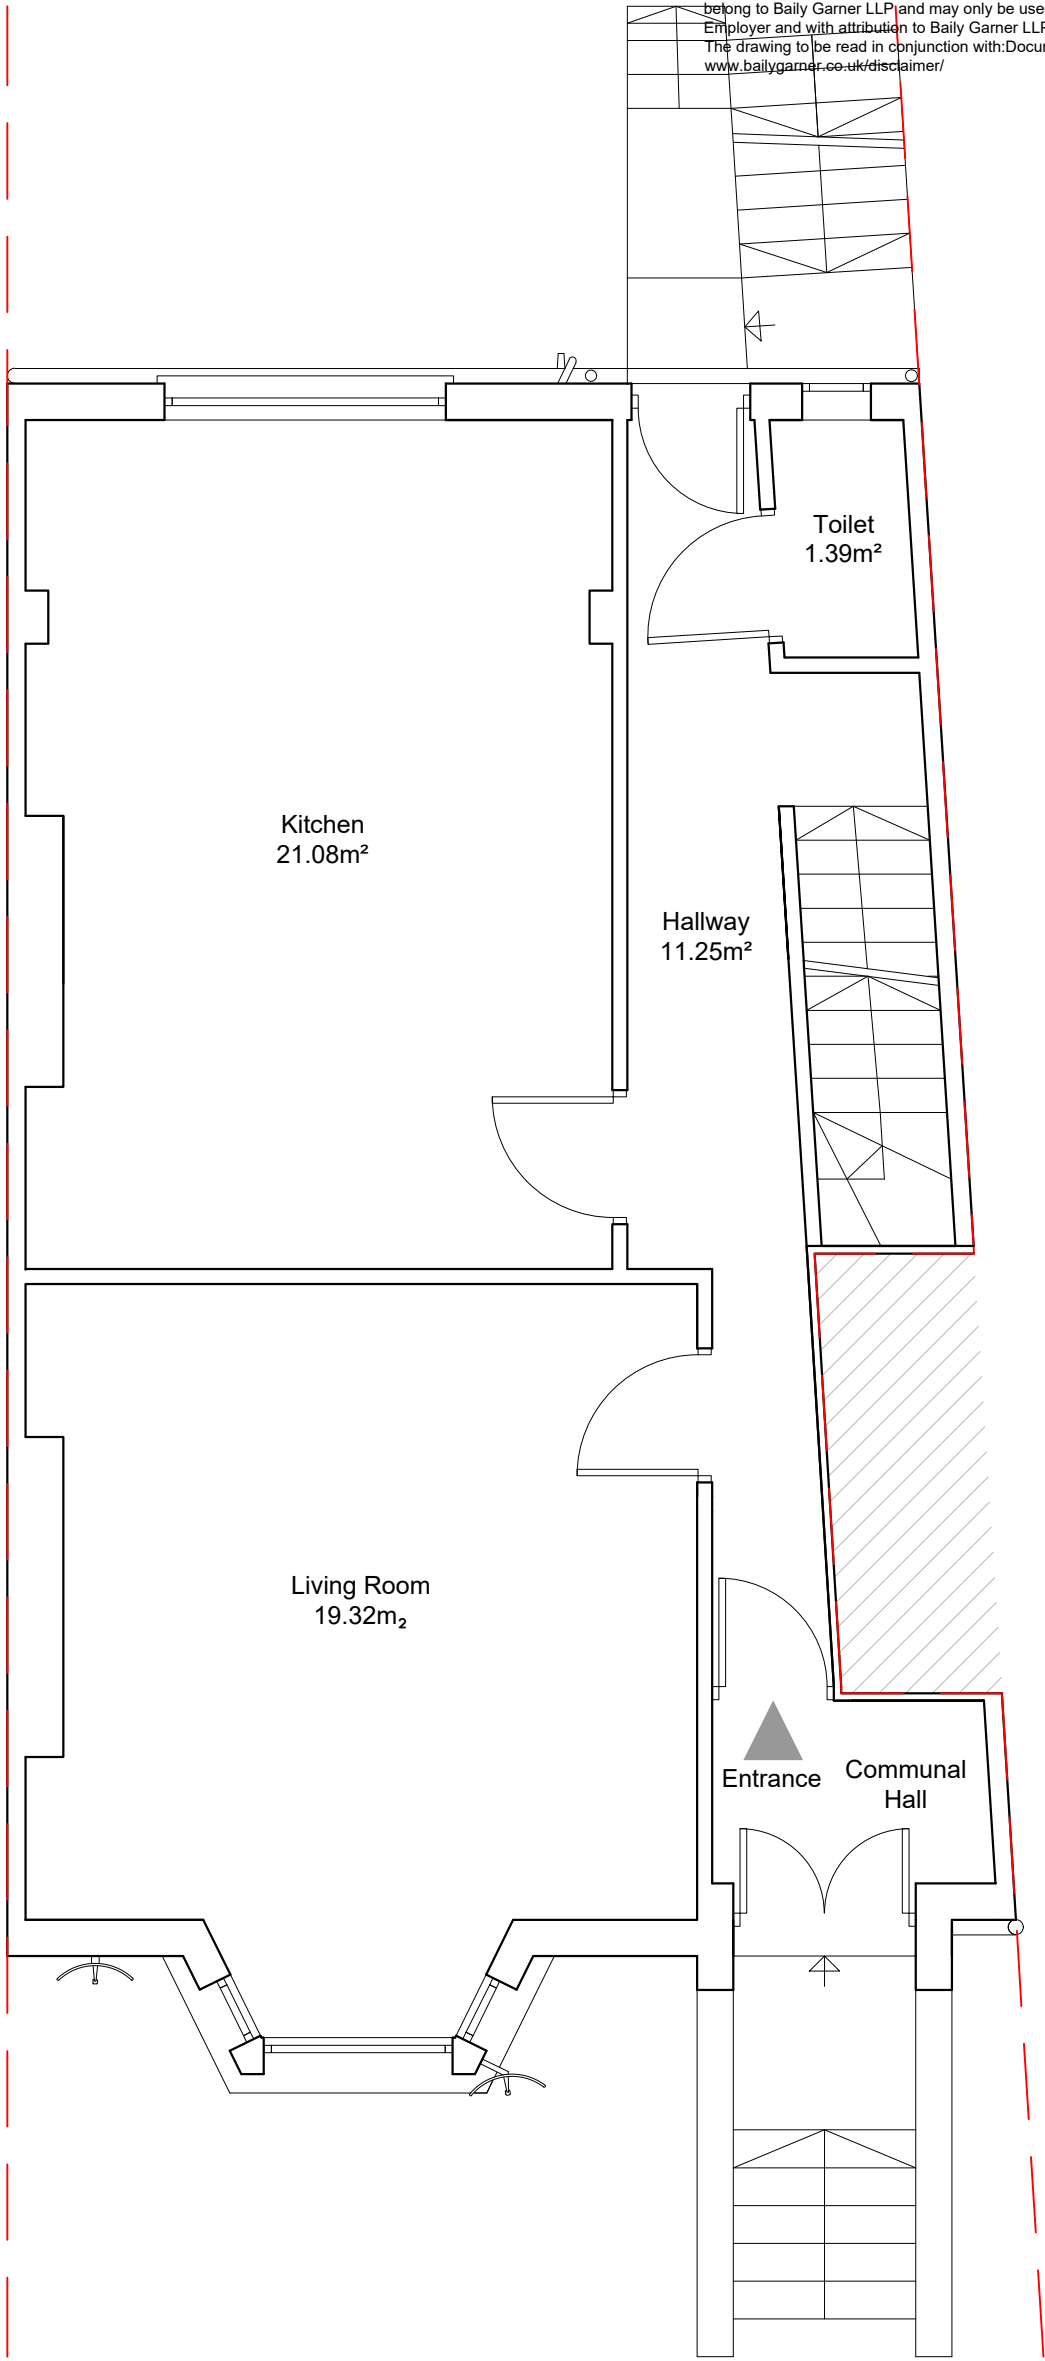 belong to Baily Garner LLP and may only be use
Employer and with attribution to Baily Garner LLP
The drawing to be read in conjunction with:Docu
www.bailygarner.co.uk/disclaimer/
Toilet
1.39m²
Kitchen
21.08m²
Hallway
11.25m²
Living Room
19.32m₂
Entrance
Communal
Hall